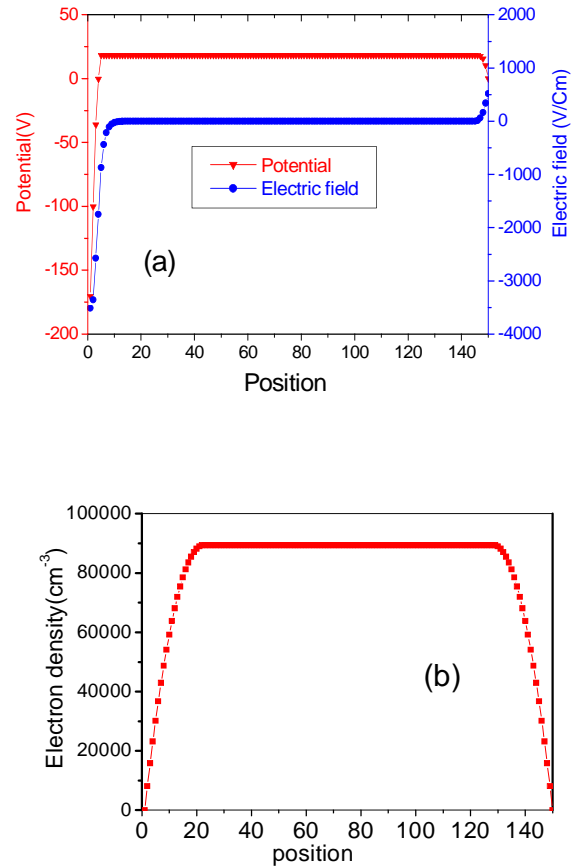 50
0
-50
-100
-150
-200
Potential(V)
2000
1000
0
-1000
-2000
-3000
-4000
Electric field (V/Cm)
Potential
Electric field
(a)
0 20 40 60 80 100 120 140
Position
100000
80000
60000
40000
20000
0
Electron density(cm-3)
(b)
0 20 40 60 80 100 120 140
position